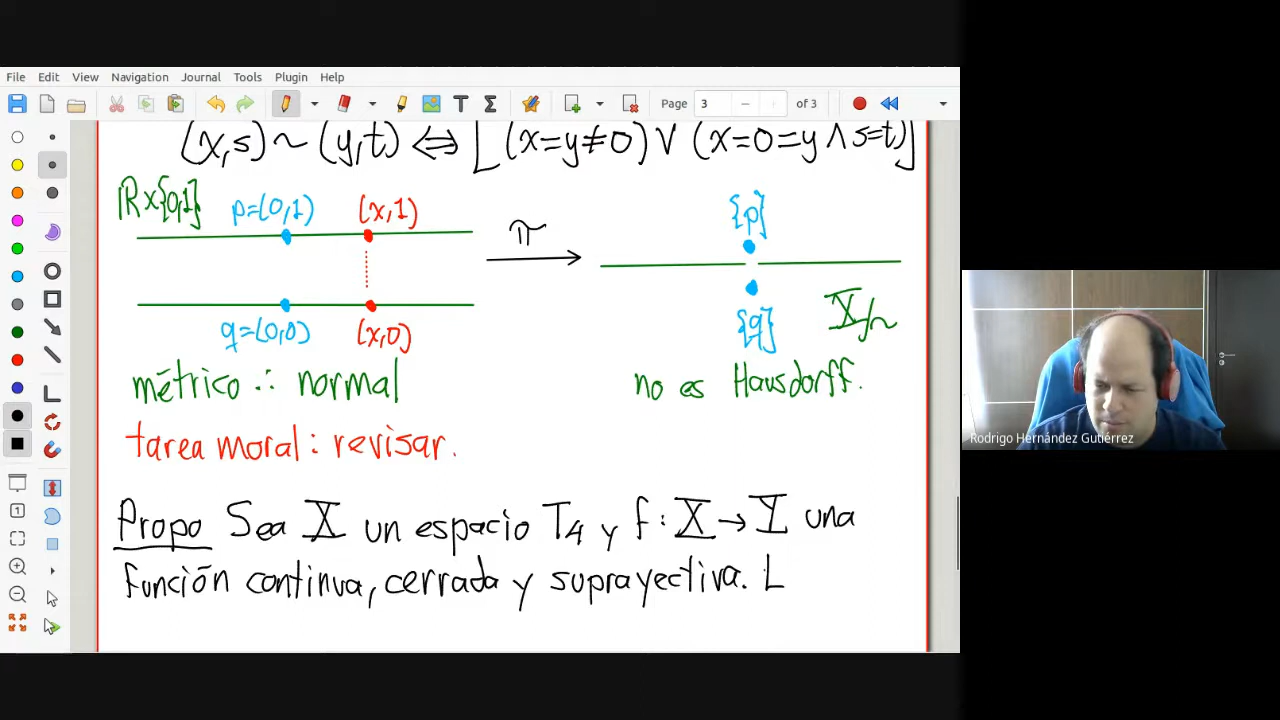 File Edit View Navigation Journal Tools Plugin Help
Page 3 of 3
(x,s) ~ (y,t) ⟺ [(x=y≠0) ∨ (x=0=y ∧ s=t)]
ℝ×{0,1} p=(0,1) (x,1) π {p}
q=(0,0) (x,0) {q} X/~
métrico ∴ normal no es Hausdorff.
tarea moral: revisar.
Propo Sea X un espacio T4 y f: X → Y una
función continua, cerrada y suprayectiva. L
Rodrigo Hernández Gutiérrez